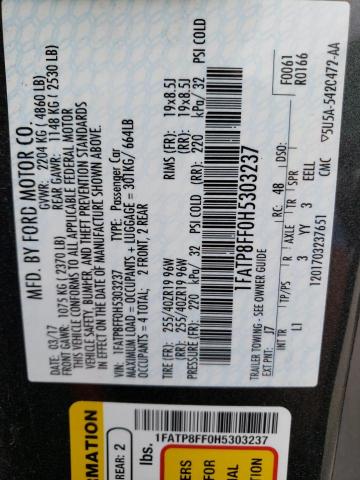 MFD. BY FORD MOTOR CO.
DATE: 03/17 GVWR: 2204 KG ( 4860 LB)
FRONT GAWR: 1075 KG ( 2370 LB) REAR GAWR: 1148 KG ( 2530 LB)
THIS VEHICLE CONFORMS TO ALL APPLICABLE FEDERAL MOTOR
VEHICLE SAFETY, BUMPER, AND THEFT PREVENTION STANDARDS
IN EFFECT ON THE DATE OF MANUFACTURE SHOWN ABOVE.
VIN: 1FATP8FF0H5303237 TYPE: Passenger Car
MAXIMUM LOAD: OCCUPANTS + LUGGAGE = 301KG/ 664LB
OCCUPANTS = 4 TOTAL; 2 FRONT, 2 REAR
TIRE (FR): 255/40ZR19 96W RIMS (FR): 19x8.5J
(RR): 255/40ZR19 96W (RR): 19x8.5J
PRESSURE (FR): 220 kPa/ 32 PSI COLD (RR): 220 kPa/ 32 PSI COLD
1FATP8FF0H5303237
TRAILER TOWING - SEE OWNER GUIDE
F0061
R0166
EXT PNT: J7 RC: 48 DSO:
INT TR TP/PS R AXLE TR SPR
LJ 3 YY 3 EELL
1201703237651 CMC
5U5A-542C472-AA
REAR: 2
lbs.
1FATP8FF0H5303237